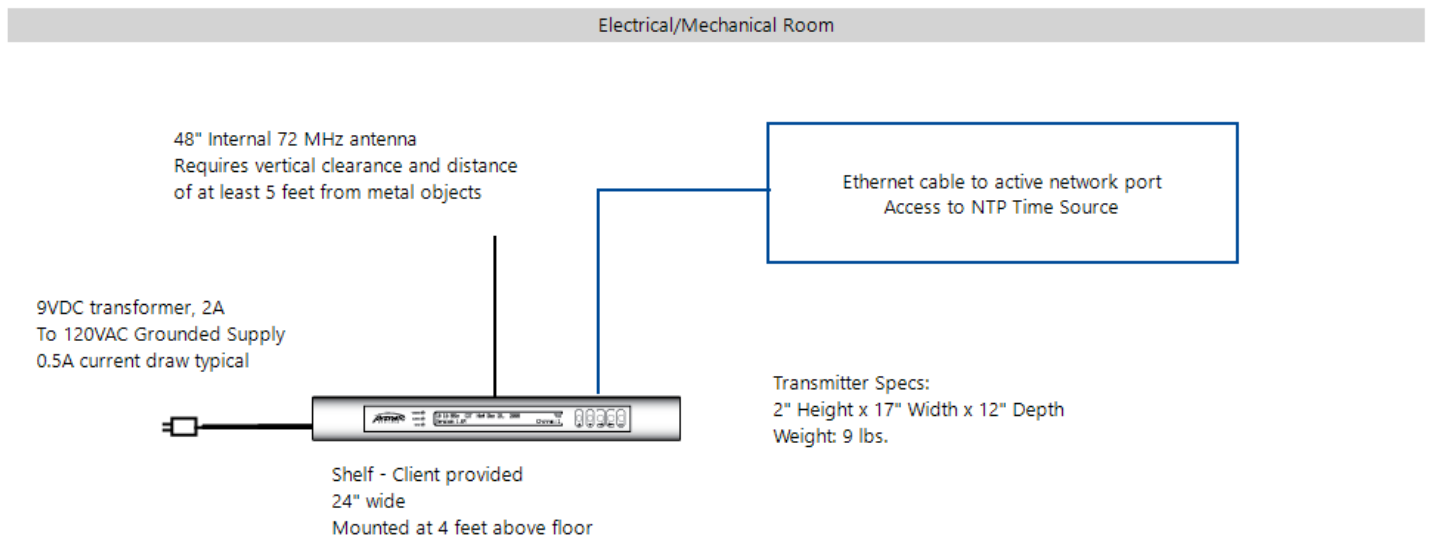 Electrical/Mechanical Room
48" Internal 72 MHz antenna
Requires vertical clearance and distance
of at least 5 feet from metal objects
Ethernet cable to active network port
Access to NTP Time Source
9VDC transformer, 2A
To 120VAC Grounded Supply
0.5A current draw typical
Transmitter Specs:
2" Height x 17" Width x 12" Depth
Weight: 9 lbs.
Shelf - Client provided
24" wide
Mounted at 4 feet above floor